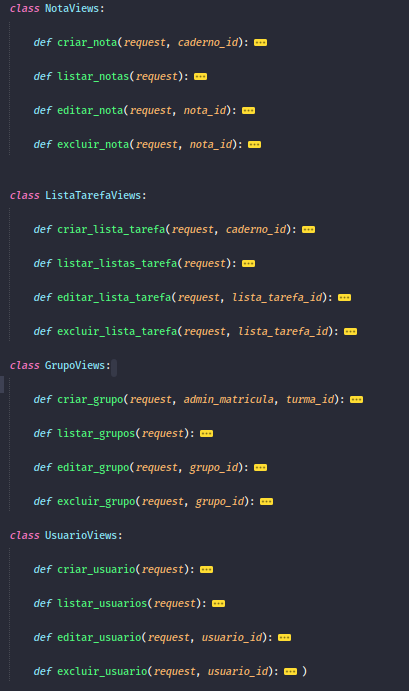 class NotaViews:
def criar_nota(request, caderno_id): ...
def listar_notas(request): ...
def editar_nota(request, nota_id): ...
def excluir_nota(request, nota_id): ...
class ListaTarefaViews:
def criar_lista_tarefa(request, caderno_id): ...
def listar_listas_tarefa(request): ...
def editar_lista_tarefa(request, lista_tarefa_id): ...
def excluir_lista_tarefa(request, lista_tarefa_id): ...
class GrupoViews:
def criar_grupo(request, admin_matricula, turma_id): ...
def listar_grupos(request): ...
def editar_grupo(request, grupo_id): ...
def excluir_grupo(request, grupo_id): ...
class UsuarioViews:
def criar_usuario(request): ...
def listar_usuarios(request): ...
def editar_usuario(request, usuario_id): ...
def excluir_usuario(request, usuario_id): ... )